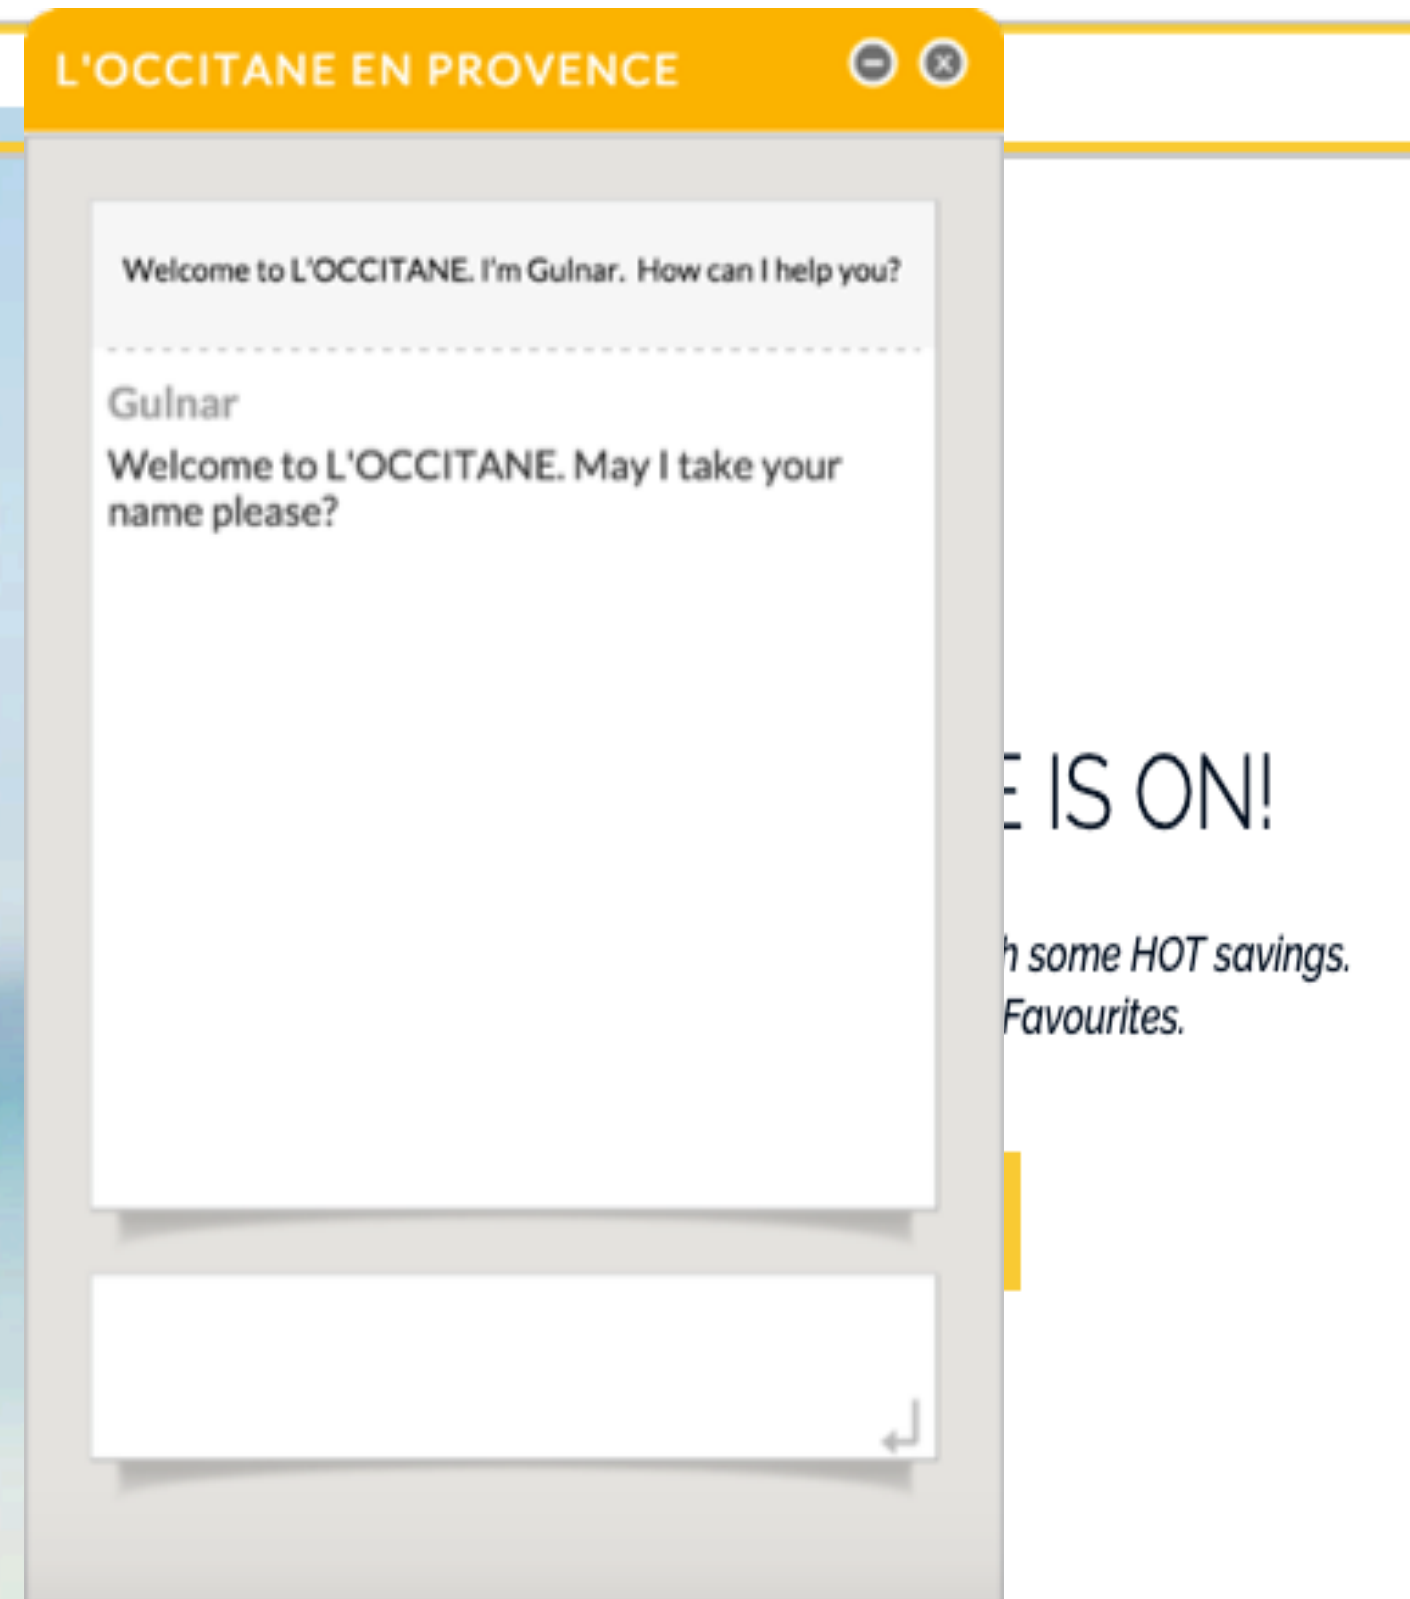 L'OCCITANE EN PROVENCE
Welcome to L'OCCITANE. I'm Gulnar. How can I help you?
Gulnar
Welcome to L'OCCITANE. May I take your
name please?
IS ON!
some HOT savings.
Favourites.